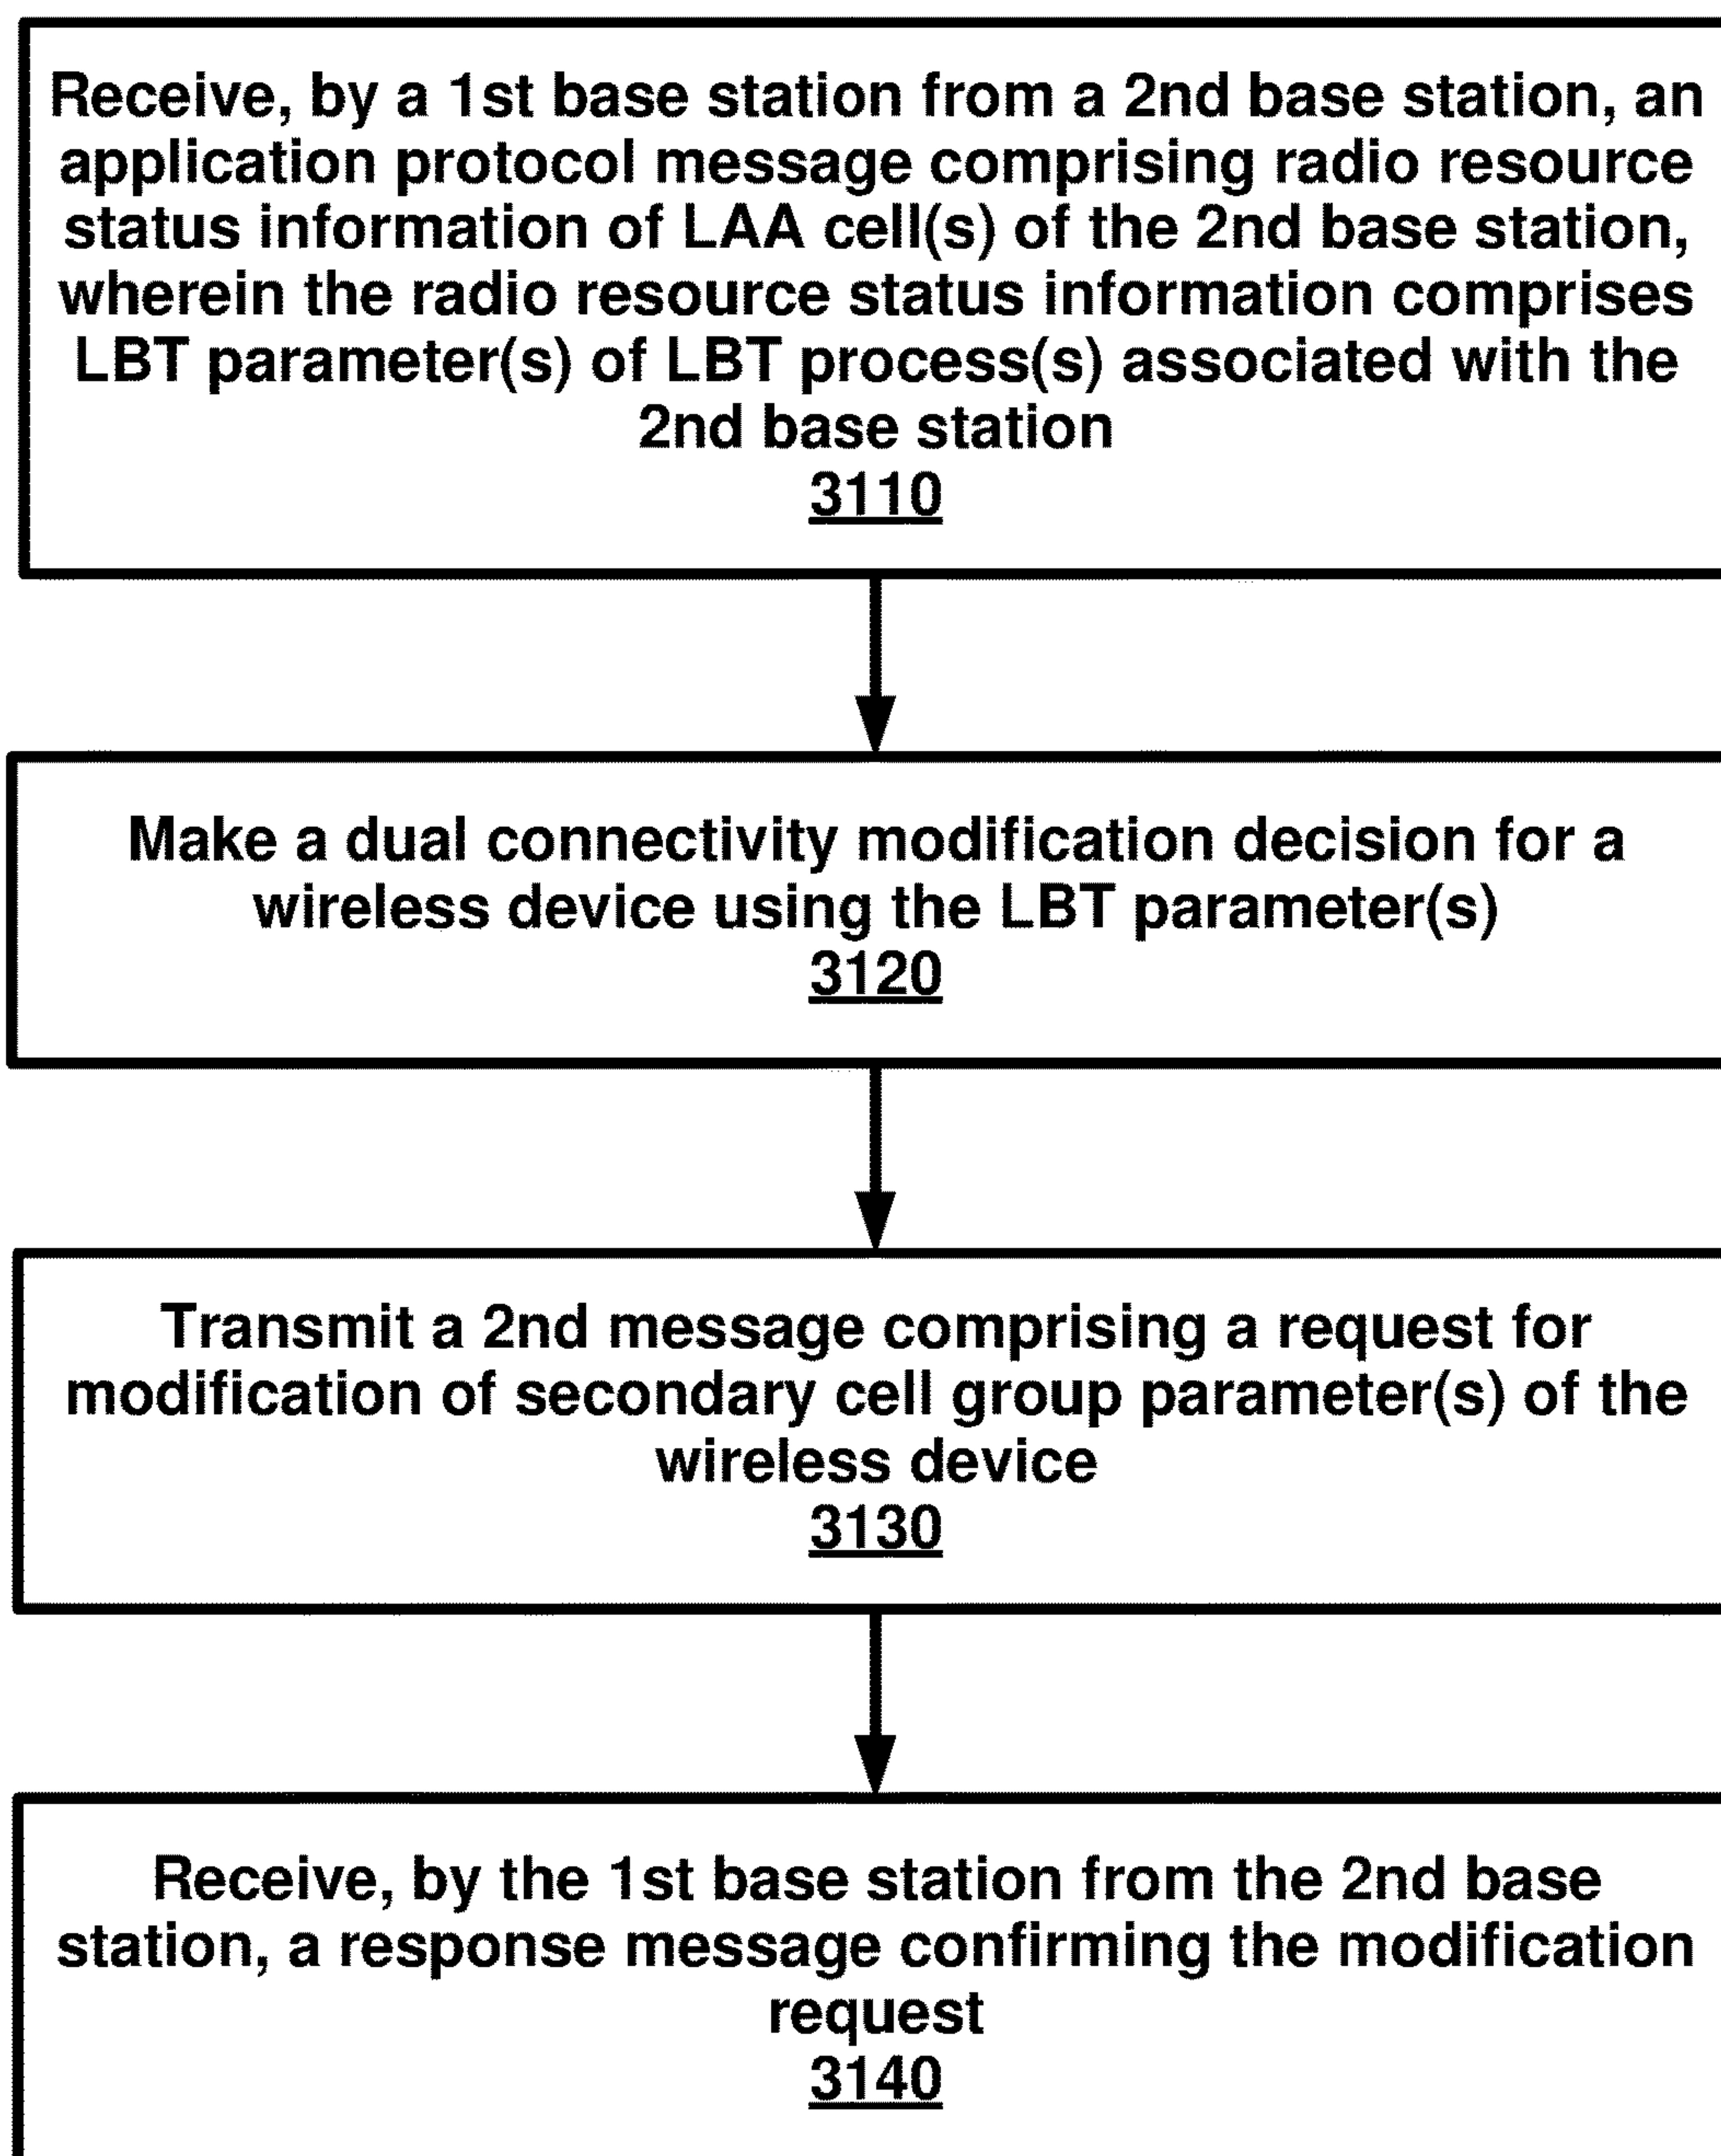 Receive, by a 1st base station from a 2nd base station, an
application protocol message comprising radio resource
status information of LAA cell(s) of the 2nd base station,
wherein the radio resource status information comprises
LBT parameter(s) of LBT process(s) associated with the
2nd base station
3110
Make a dual connectivity modification decision for a
wireless device using the LBT parameter(s)
3120
Transmit a 2nd message comprising a request for
modification of secondary cell group parameter(s) of the
wireless device
3130
Receive, by the 1st base station from the 2nd base
station, a response message confirming the modification
request
3140